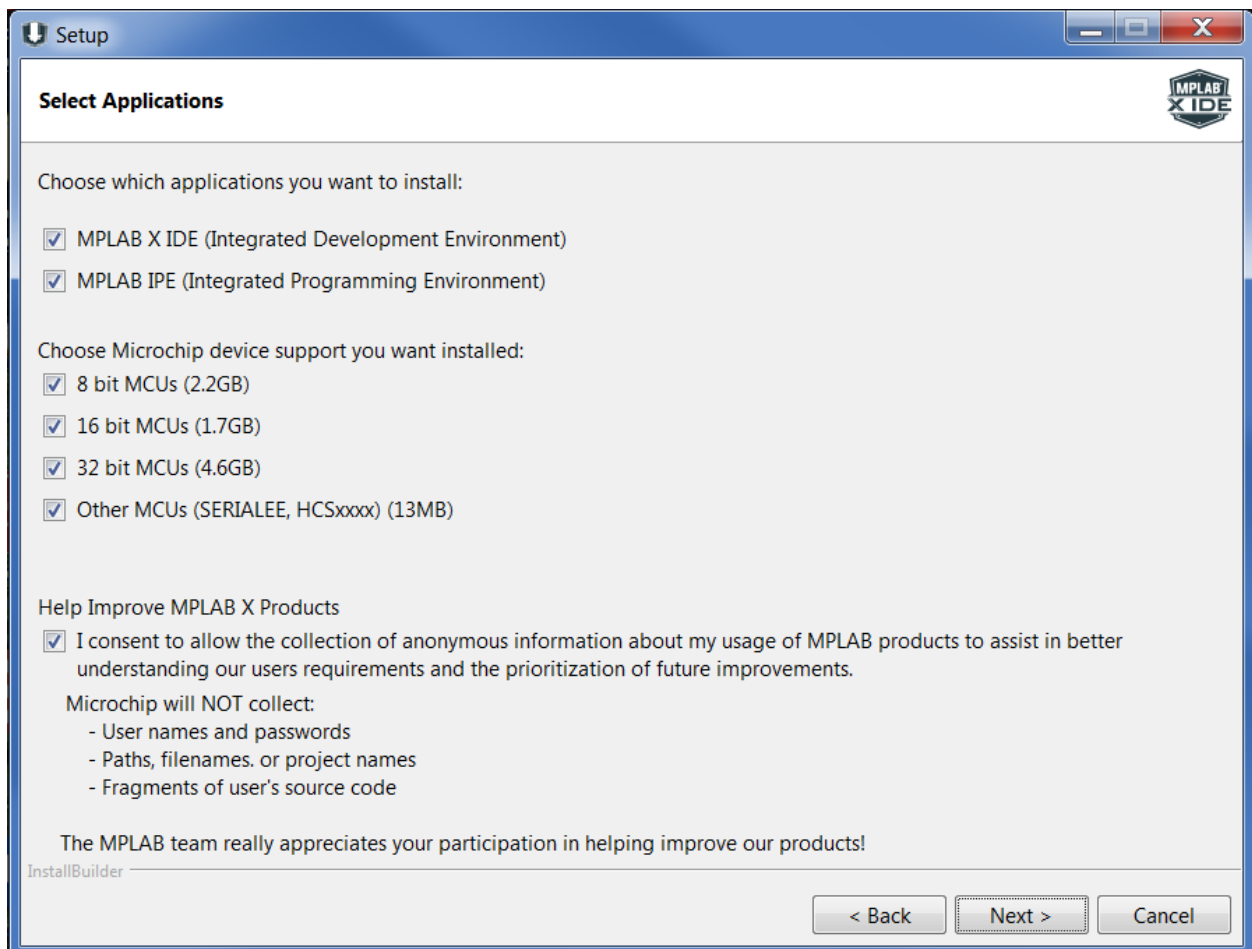 Setup
Select Applications
MPLAB
X IDE
Choose which applications you want to install:
MPLAB X IDE (Integrated Development Environment)
MPLAB IPE (Integrated Programming Environment)
Choose Microchip device support you want installed:
8 bit MCUs (2.2GB)
16 bit MCUs (1.7GB)
32 bit MCUs (4.6GB)
Other MCUs (SERIALEE, HCSxxxx) (13MB)
Help Improve MPLAB X Products
I consent to allow the collection of anonymous information about my usage of MPLAB products to assist in better
understanding our users requirements and the prioritization of future improvements.
Microchip will NOT collect:
- User names and passwords
- Paths, filenames. or project names
- Fragments of user's source code
The MPLAB team really appreciates your participation in helping improve our products!
InstallBuilder
< Back
Next >
Cancel